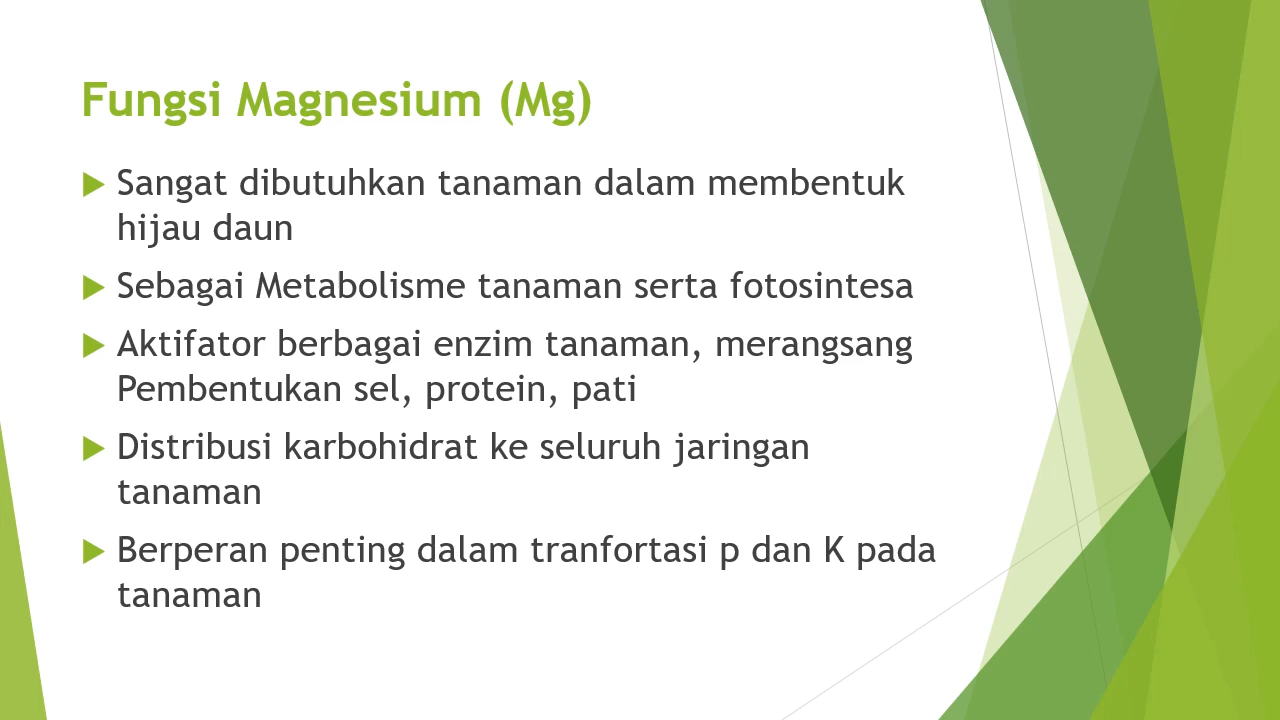 Fungsi Magnesium (Mg)
Sangat dibutuhkan tanaman dalam membentuk
hijau daun
Sebagai Metabolisme tanaman serta fotosintesa
Aktifator berbagai enzim tanaman, merangsang
Pembentukan sel, protein, pati
Distribusi karbohidrat ke seluruh jaringan
tanaman
Berperan penting dalam tranfortasi p dan K pada
tanaman